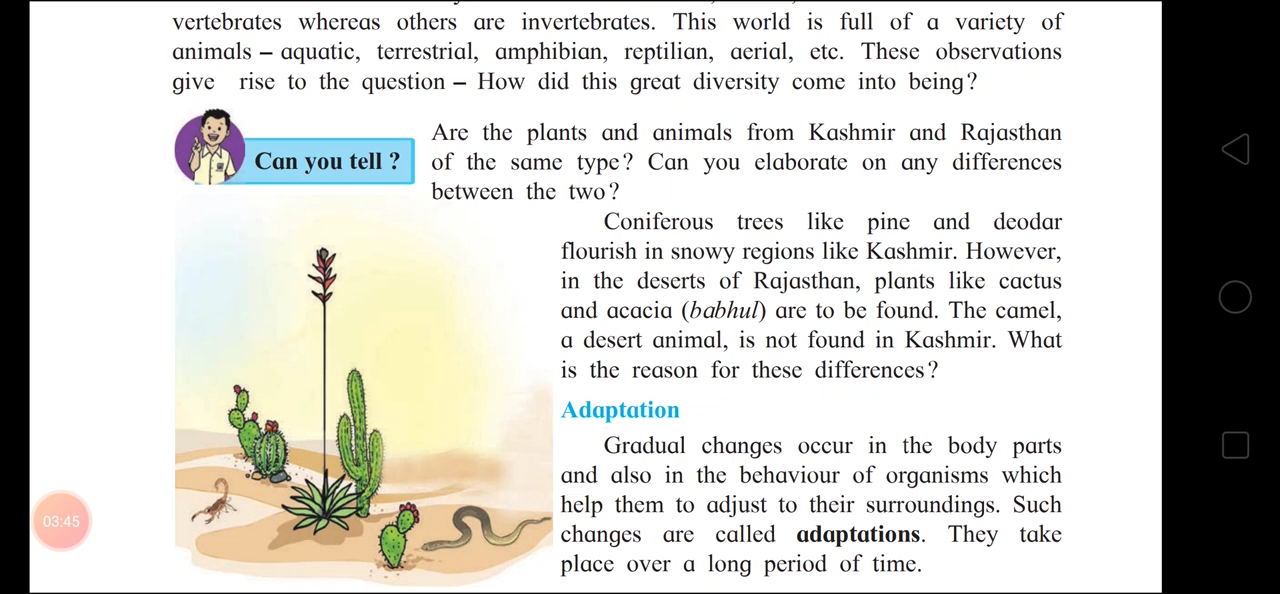 vertebrates whereas others are invertebrates. This world is full of a variety of
animals – aquatic, terrestrial, amphibian, reptilian, aerial, etc. These observations
give rise to the question – How did this great diversity come into being?
Can you tell ?
Are the plants and animals from Kashmir and Rajasthan
of the same type? Can you elaborate on any differences
between the two?
Coniferous trees like pine and deodar
flourish in snowy regions like Kashmir. However,
in the deserts of Rajasthan, plants like cactus
and acacia (babhul) are to be found. The camel,
a desert animal, is not found in Kashmir. What
is the reason for these differences?
Adaptation
Gradual changes occur in the body parts
and also in the behaviour of organisms which
help them to adjust to their surroundings. Such
changes are called adaptations. They take
place over a long period of time.
03:45